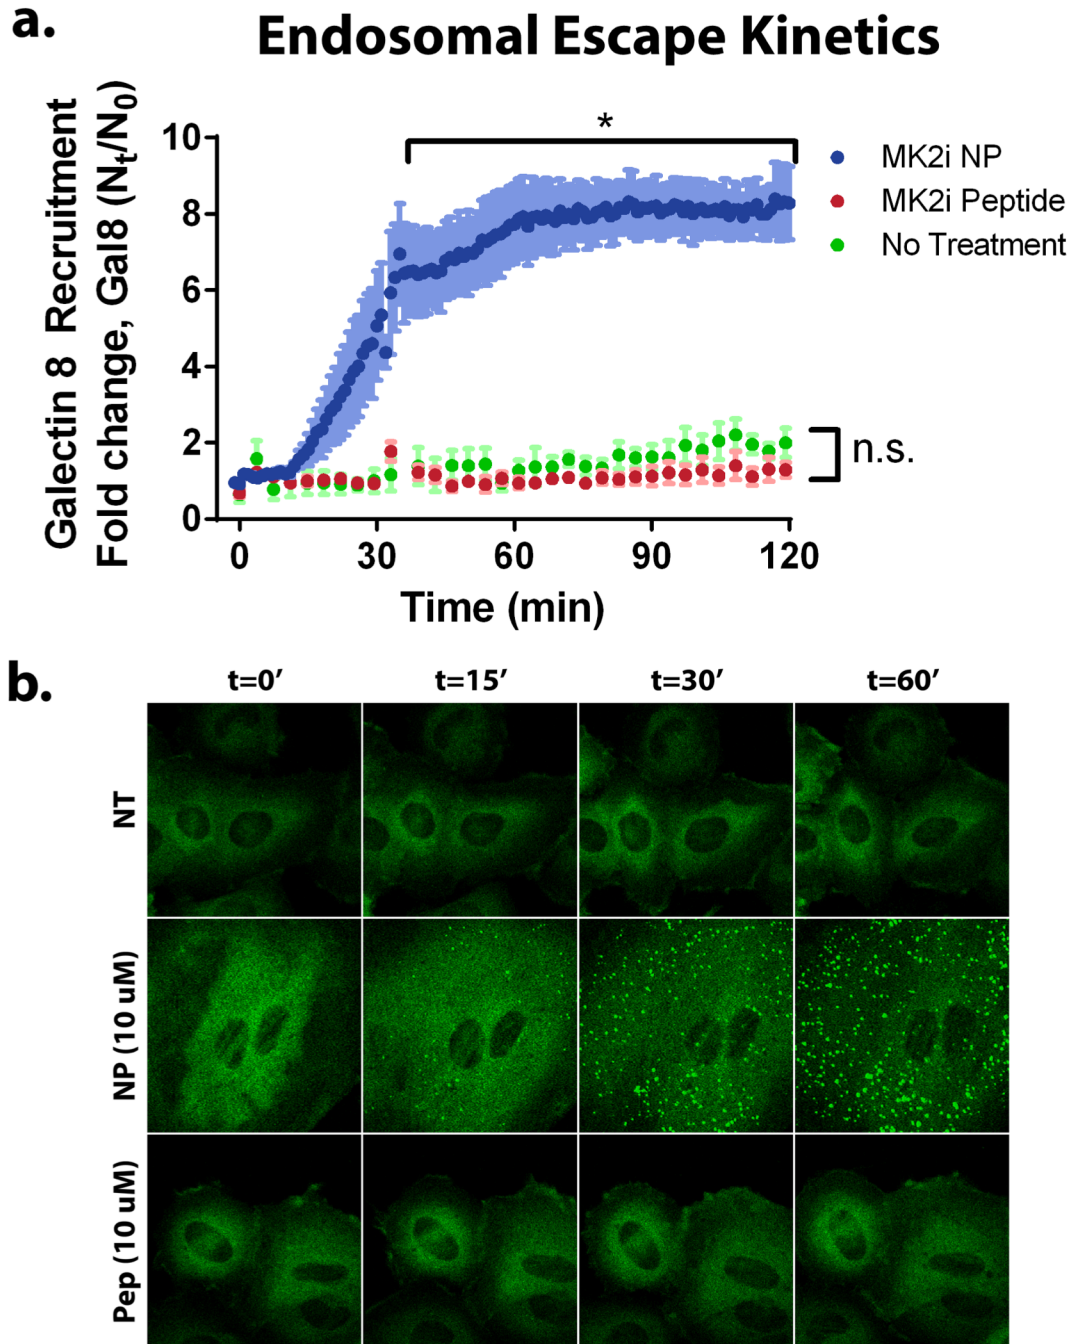 a.
Endosomal Escape Kinetics
Galectin 8 Recruitment
Fold change, Gal8 (Nt/N0)
10
8
6
4
2
0
*
MK2i NP
MK2i Peptide
No Treatment
n.s.
0 30 60 90 120
Time (min)
b.
t=0’ t=15’ t=30’ t=60’
NT
NP (10 uM)
Pep (10 uM)